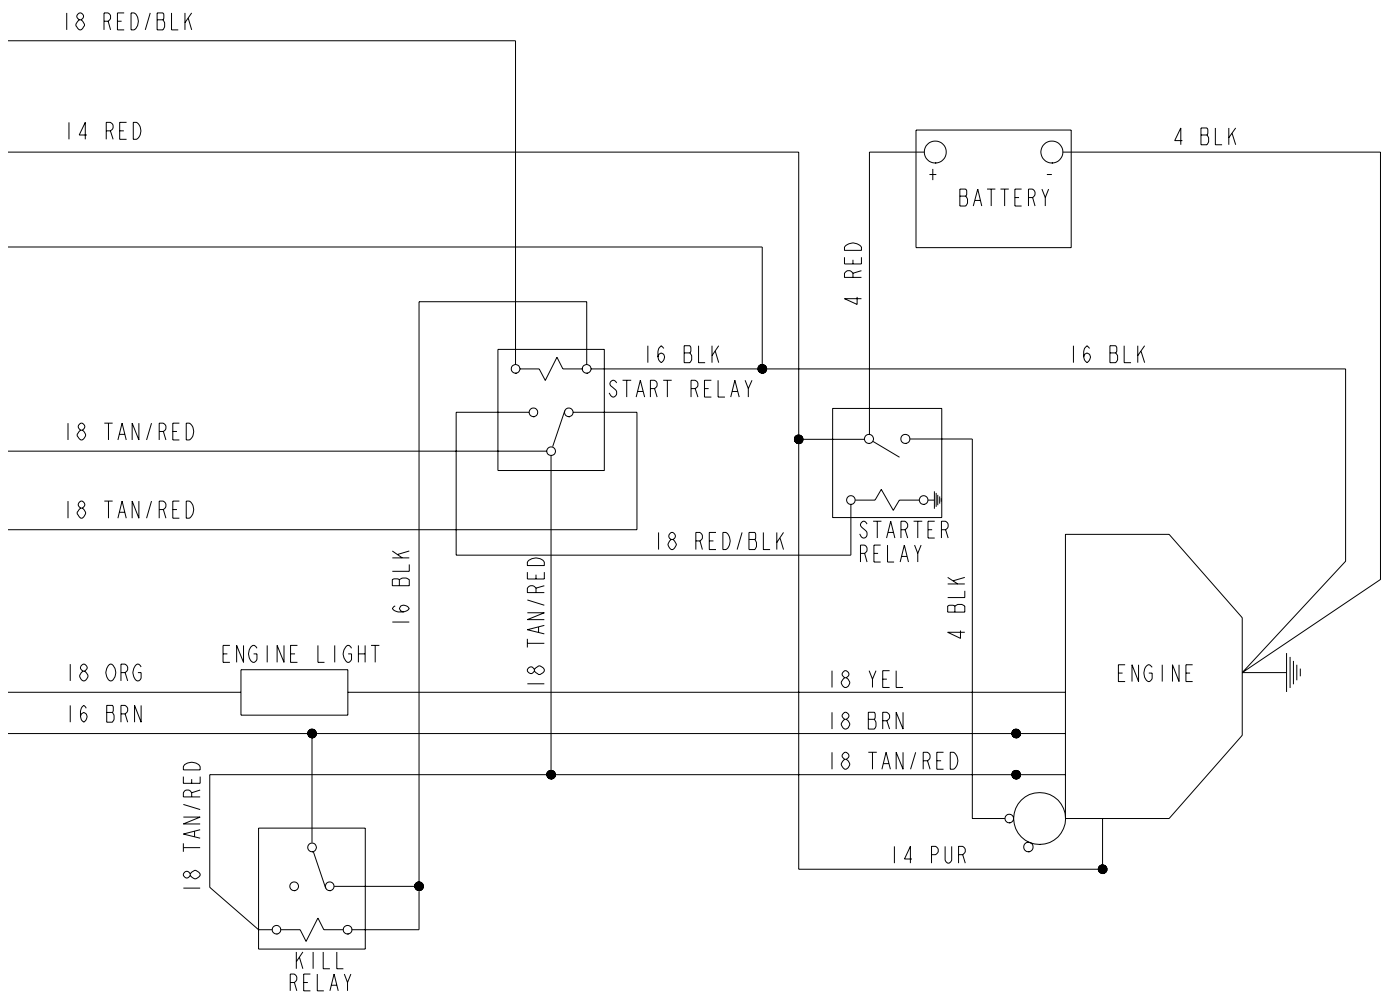 18 RED/BLK
14 RED
4 BLK
+
-
BATTERY
4 RED
16 BLK
16 BLK
START RELAY
18 TAN/RED
18 TAN/RED
18 RED/BLK
STARTER
RELAY
16 BLK
18 TAN/RED
4 BLK
ENGINE LIGHT
18 ORG
18 YEL
ENGINE
16 BRN
18 BRN
18 TAN/RED
18 TAN/RED
14 PUR
KILL
RELAY